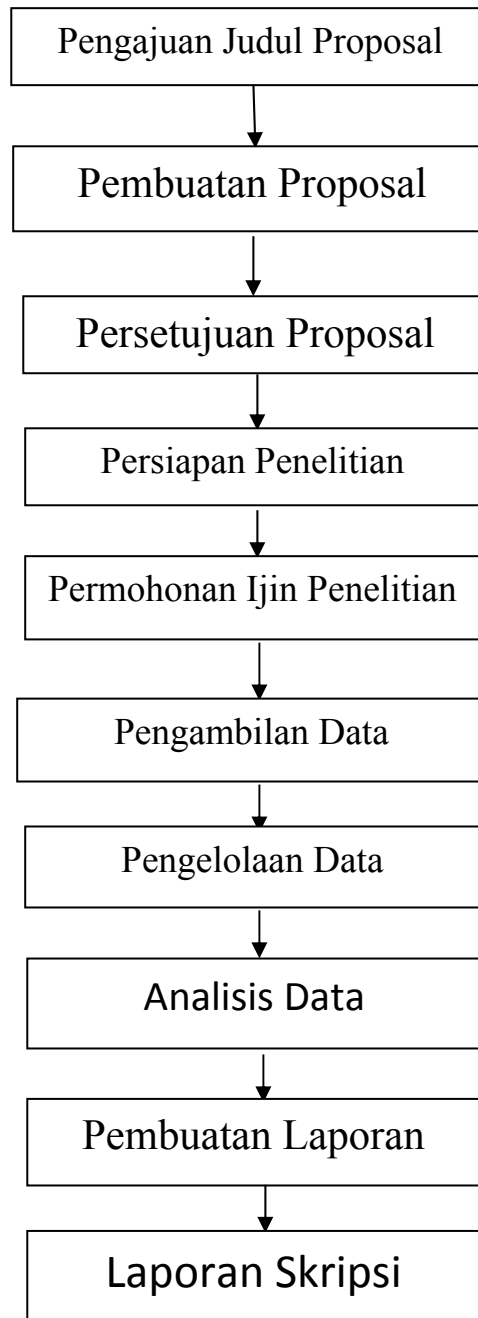 Pengajuan Judul Proposal
Pembuatan Proposal
Persetujuan Proposal
Persiapan Penelitian
Permohonan Ijin Penelitian
Pengambilan Data
Pengelolaan Data
Analisis Data
Pembuatan Laporan
Laporan Skripsi